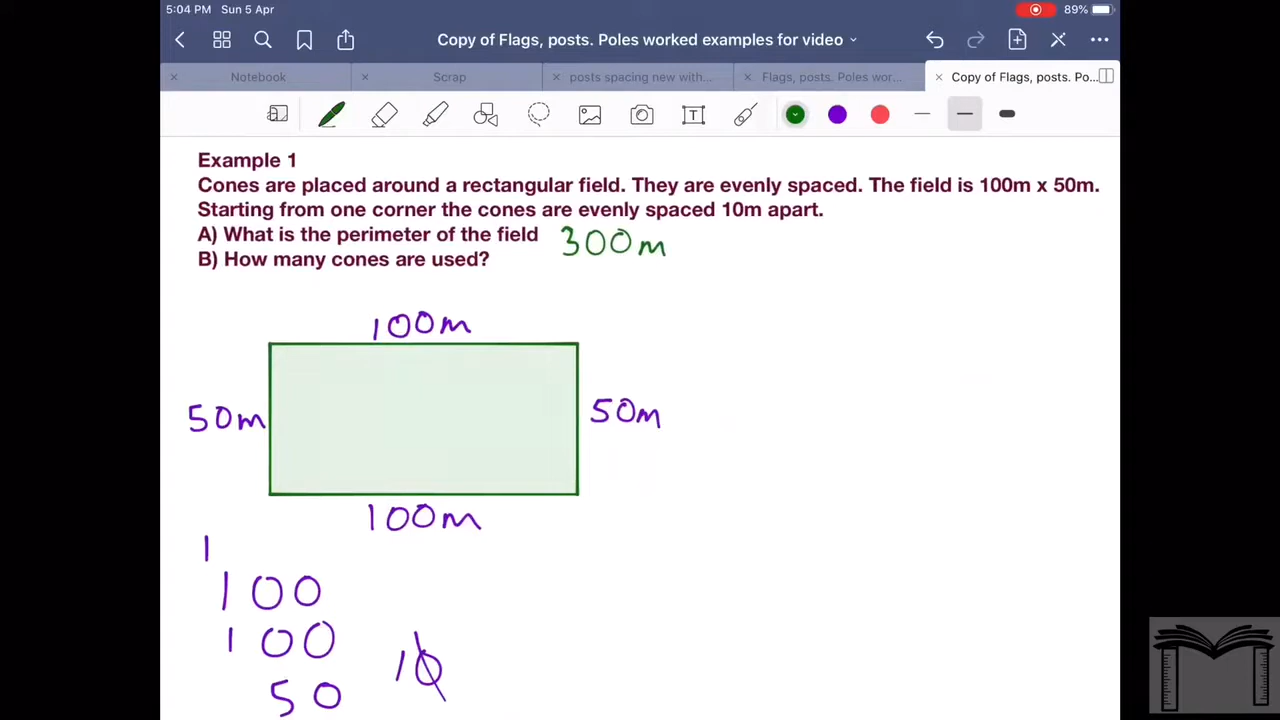 5:04 PM Sun 5 Apr 89%
Copy of Flags, posts. Poles worked examples for video
Notebook Scrap posts spacing new with... Flags, posts. Poles wor... Copy of Flags, posts. Po...
T
Example 1
Cones are placed around a rectangular field. They are evenly spaced. The field is 100m x 50m.
Starting from one corner the cones are evenly spaced 10m apart.
A) What is the perimeter of the field 300m
B) How many cones are used?
100m
50m 50m
100m
1
100
100
50 10